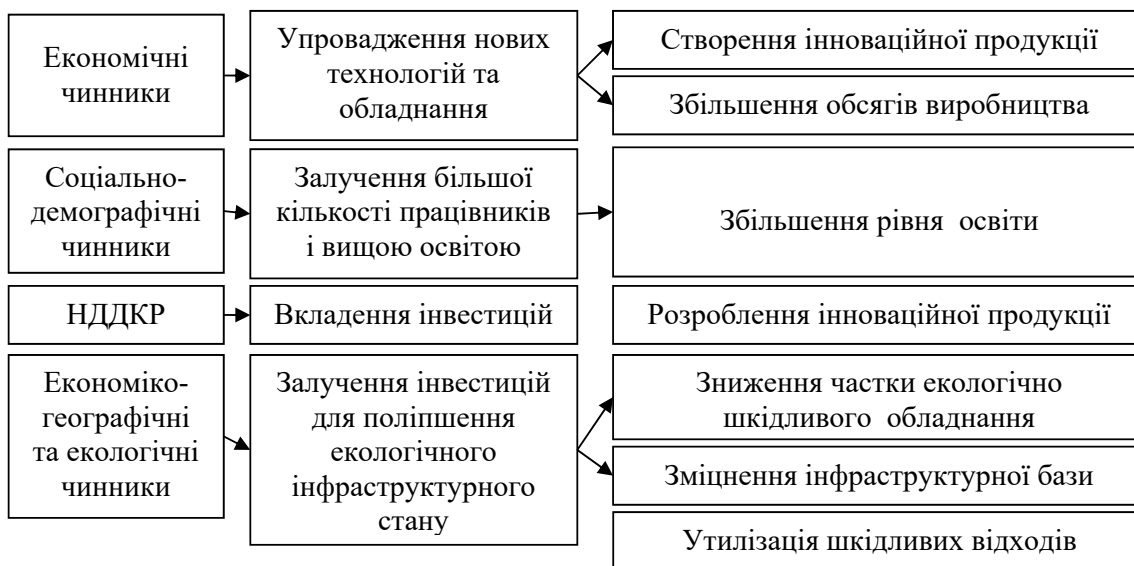 Економічні
чинники
Упровадження нових
технологій та
обладнання
Створення інноваційної продукції
Збільшення обсягів виробництва
Соціально-
демографічні
чинники
Залучення більшої
кількості працівників
і вищою освітою
Збільшення рівня освіти
НДДКР
Вкладення інвестицій
Розроблення інноваційної продукції
Економіко-
географічні
та екологічні
чинники
Залучення інвестицій
для поліпшення
екологічного
інфраструктурного
стану
Зниження частки екологічно
шкідливого обладнання
Зміцнення інфраструктурної бази
Утилізація шкідливих відходів